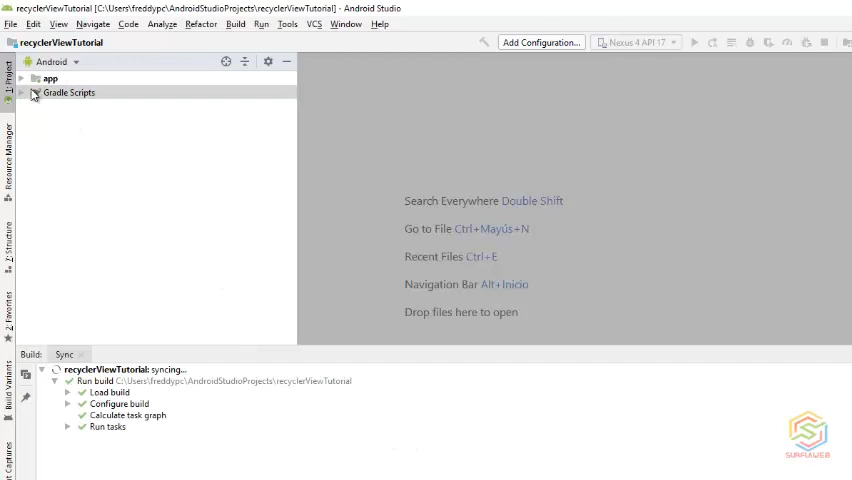 recyclerViewTutorial [C:\Users\freddypc\AndroidStudioProjects\recyclerViewTutorial] - Android Studio
File Edit View Navigate Code Analyze Refactor Build Run Tools VCS Window Help
recyclerViewTutorial
Add Configuration...
Nexus 4 API 17
1: Project
Android
app
Gradle Scripts
Resource Manager
Z: Structure
2: Favorites
Build Variants
Search Everywhere Double Shift
Go to File Ctrl+Mayús+N
Recent Files Ctrl+E
Navigation Bar Alt+Inicio
Drop files here to open
Build: Sync
recyclerViewTutorial: syncing...
Run build C:\Users\freddypc\AndroidStudioProjects\recyclerViewTutorial
Load build
Configure build
Calculate task graph
Run tasks
Captures
SURFLAWEB